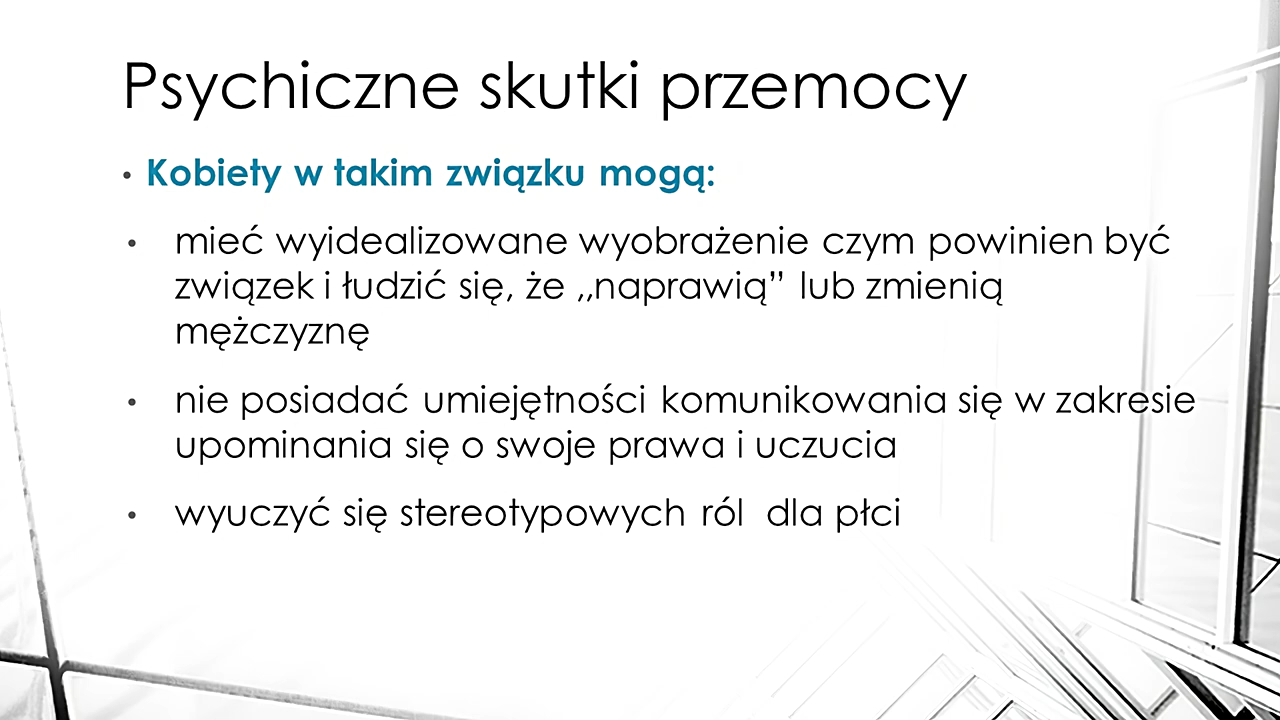 Psychiczne skutki przemocy
• Kobiety w takim związku mogą:
• mieć wyidealizowane wyobrażenie czym powinien być
związek i łudzić się, że ,,naprawią” lub zmienią
mężczyznę
• nie posiadać umiejętności komunikowania się w zakresie
upominania się o swoje prawa i uczucia
• wyuczyć się stereotypowych ról  dla płci